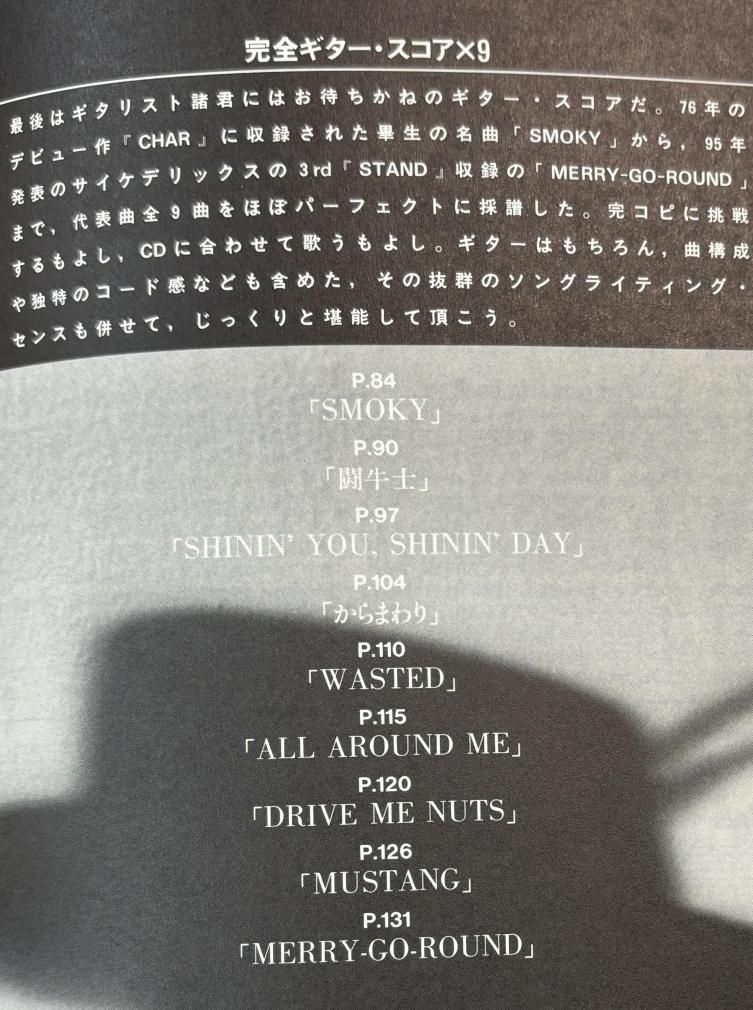 完全ギター・スコア×9
最後はギタリスト諸君にはお待ちかねのギター・スコアだ。76年の
デビュー作『CHAR』に収録された畢生の名曲「SMOKY」から，95年
発表のサイケデリックスの3rd『STAND』収録の「MERRY-GO-ROUND」
まで，代表曲全9曲をほぼパーフェクトに採譜した。完コピに挑戦
するもよし，CDに合わせて歌うもよし。ギターはもちろん，曲構成
や独特のコード感なども含めた，その抜群のソングライティング・
センスも併せて，じっくりと堪能して頂こう。
P.84
「SMOKY」
P.90
「闘牛士」
P.97
「SHININ' YOU, SHININ' DAY」
P.104
「からまわり」
P.110
「WASTED」
P.115
「ALL AROUND ME」
P.120
「DRIVE ME NUTS」
P.126
「MUSTANG」
P.131
「MERRY-GO-ROUND」